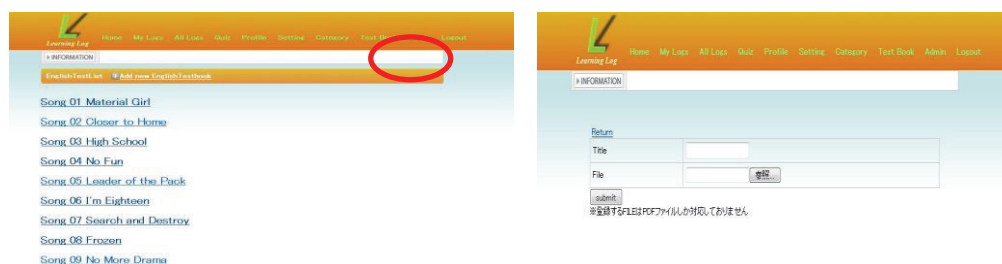 Learning Log
Home My Logs All Logs Quiz Profile Setting Category Text Logout
INFORMATION
EnglishTextList Add new EnglishTextbook
Song 01 Material Girl
Song 02 Closer to Home
Song 03 High School
Song 04 No Fun
Song 05 Leader of the Pack
Song 06 I'm Eighteen
Song 07 Search and Destroy
Song 08 Frozen
Song 09 No More Drama
Learning Log
Home My Logs All Logs Quiz Profile Setting Category Text Book Admin Logout
INFORMATION
Return
Title
File 参照...
submit
※登録するFILEはPDFファイルしか対応しておりません